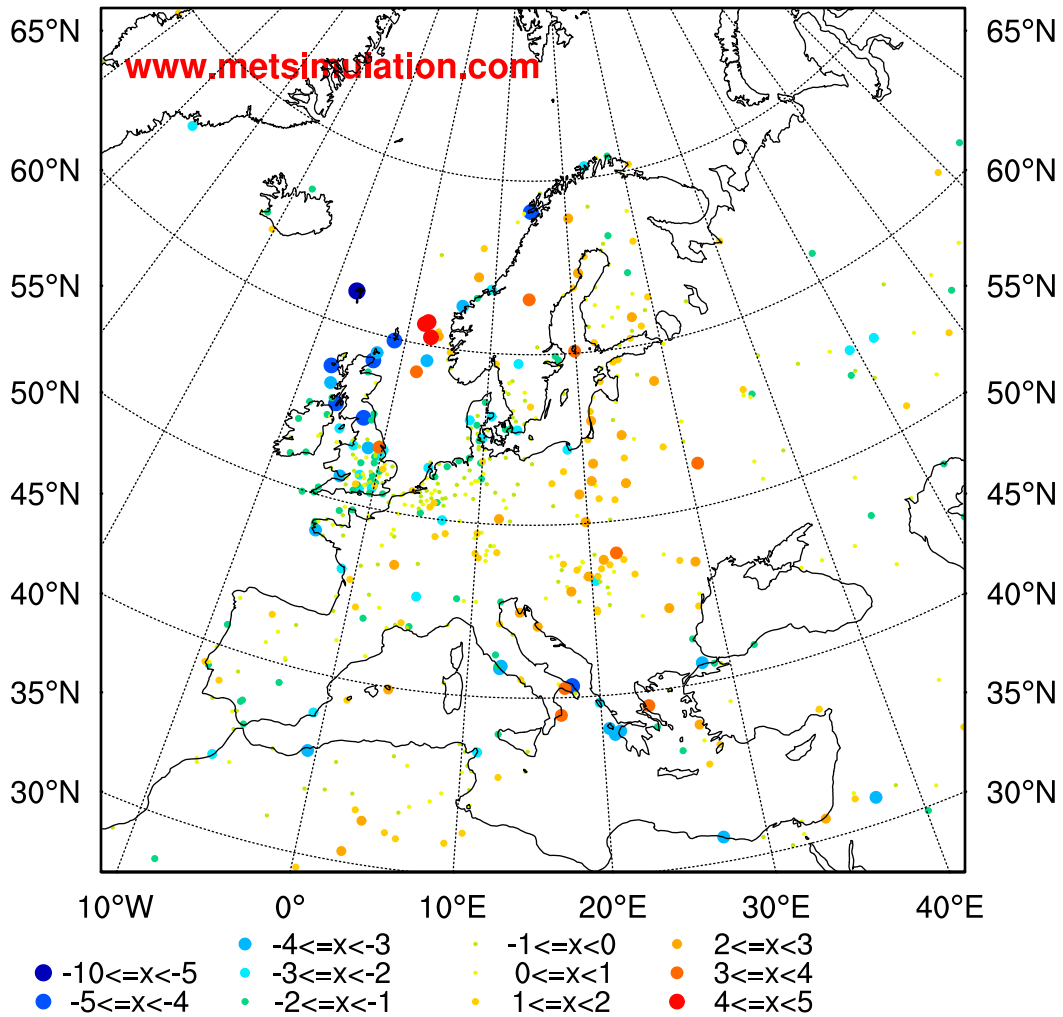 65°N 65°N
www.metsimulation.com
60°N 60°N
55°N 55°N
50°N 50°N
45°N 45°N
40°N 40°N
35°N 35°N
30°N 30°N
10°W 0° 10°E 20°E 30°E 40°E
-4<=x<-3 -1<=x<0 2<=x<3
-10<=x<-5 -3<=x<-2 0<=x<1 3<=x<4
-5<=x<-4 -2<=x<-1 1<=x<2 4<=x<5